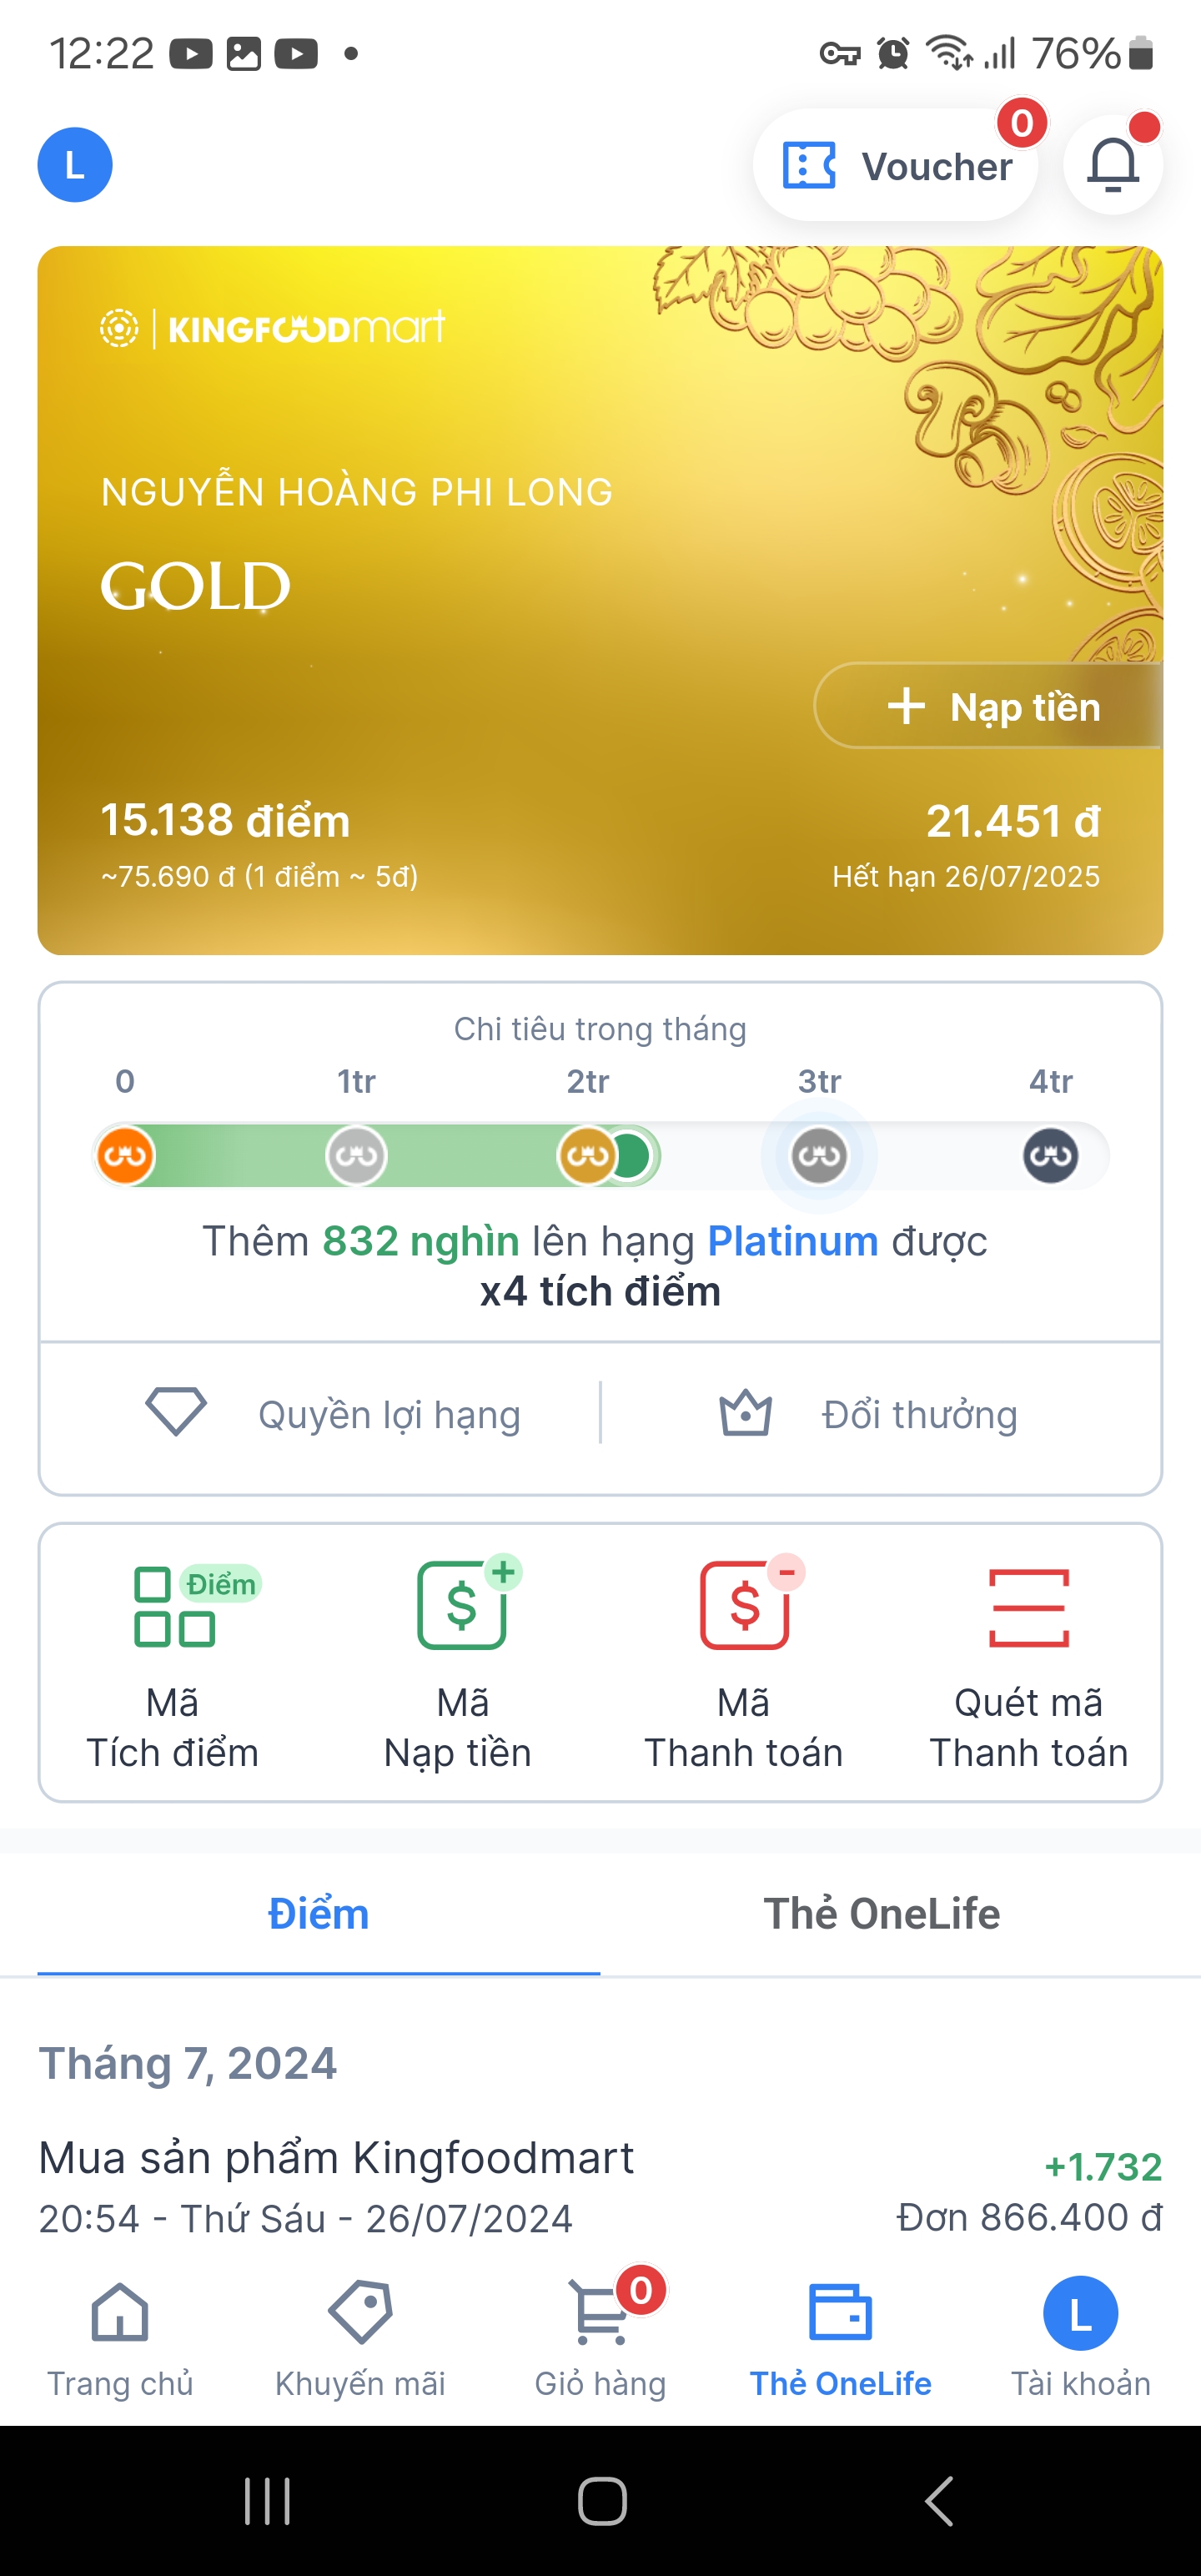 12:22
76%
L
Voucher
0
KINGFOODmart
NGUYỄN HOÀNG PHI LONG
GOLD
+ Nạp tiền
15.138 điểm
21.451 đ
~75.690 đ (1 điểm ~ 5đ)
Hết hạn 26/07/2025
Chi tiêu trong tháng
0 1tr 2tr 3tr 4tr
Thêm 832 nghìn lên hạng Platinum được
x4 tích điểm
Quyền lợi hạng
Đổi thưởng
Điểm
$ +
$ -
Mã
Tích điểm
Mã
Nạp tiền
Mã
Thanh toán
Quét mã
Thanh toán
Điểm
Thẻ OneLife
Tháng 7, 2024
Mua sản phẩm Kingfoodmart
+1.732
20:54 - Thứ Sáu - 26/07/2024
Đơn 866.400 đ
0
L
Trang chủ
Khuyến mãi
Giỏ hàng
Thẻ OneLife
Tài khoản